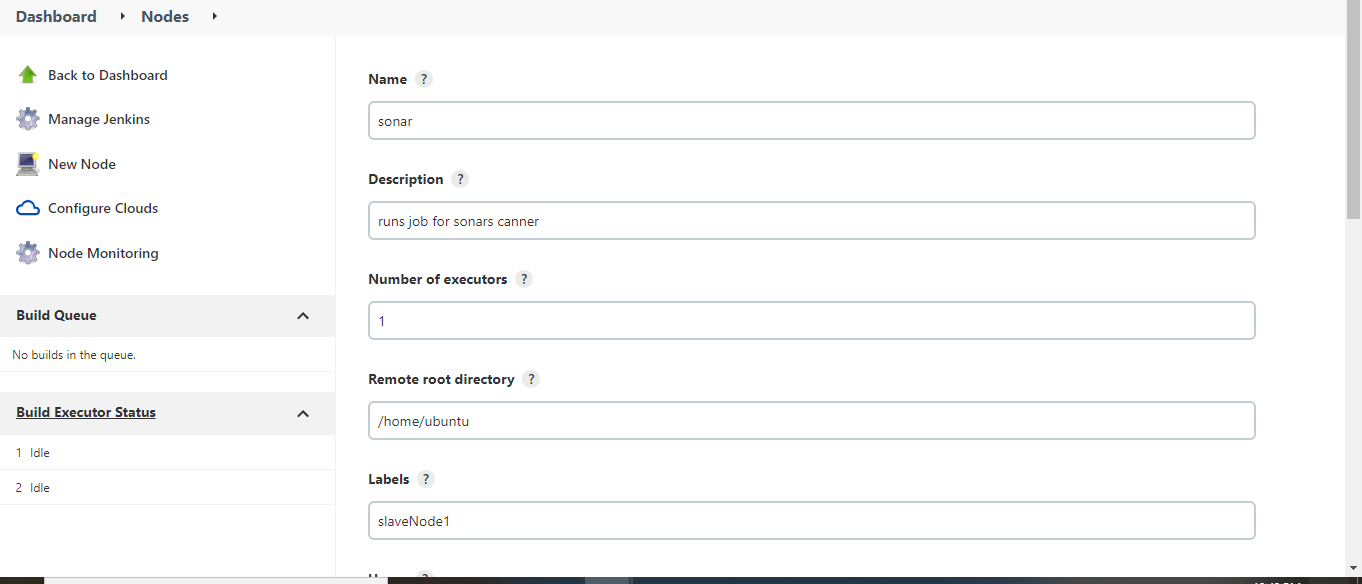 Dashboard
Nodes
Back to Dashboard
Manage Jenkins
New Node
Configure Clouds
Node Monitoring
Build Queue
No builds in the queue.
Build Executor Status
1 Idle
2 Idle
Name ?
sonar
Description ?
runs job for sonars canner
Number of executors ?
1
Remote root directory ?
/home/ubuntu
Labels ?
slaveNode1